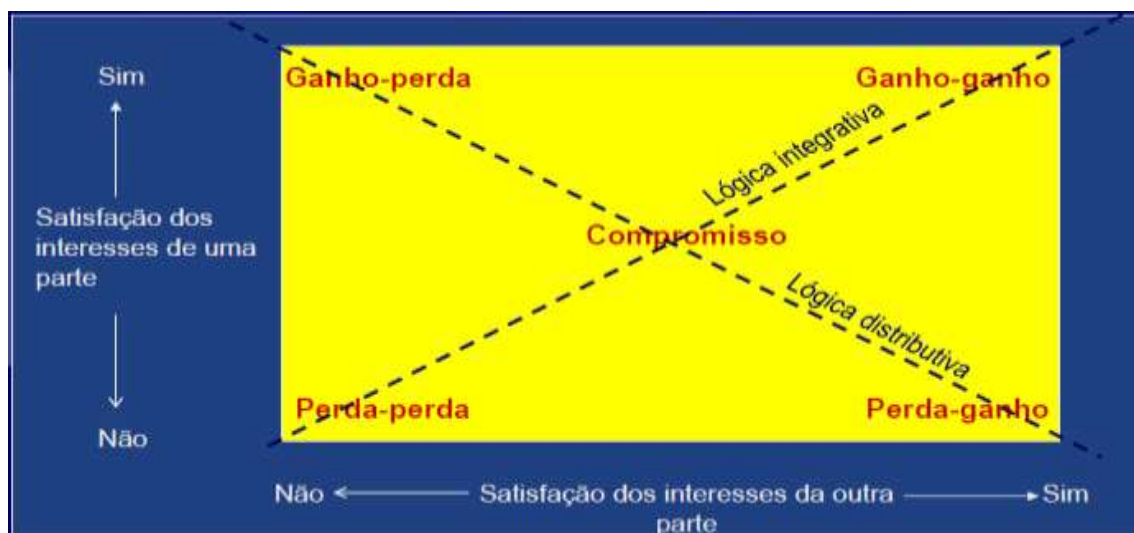 Sim
Ganho-perda
Ganho-ganho
Lógica integrativa
Satisfação dos
interesses de uma
parte
Compromisso
Lógica distributiva
Perda-perda
Perda-ganho
Não
Não
Satisfação dos interesses da outra
parte
Sim